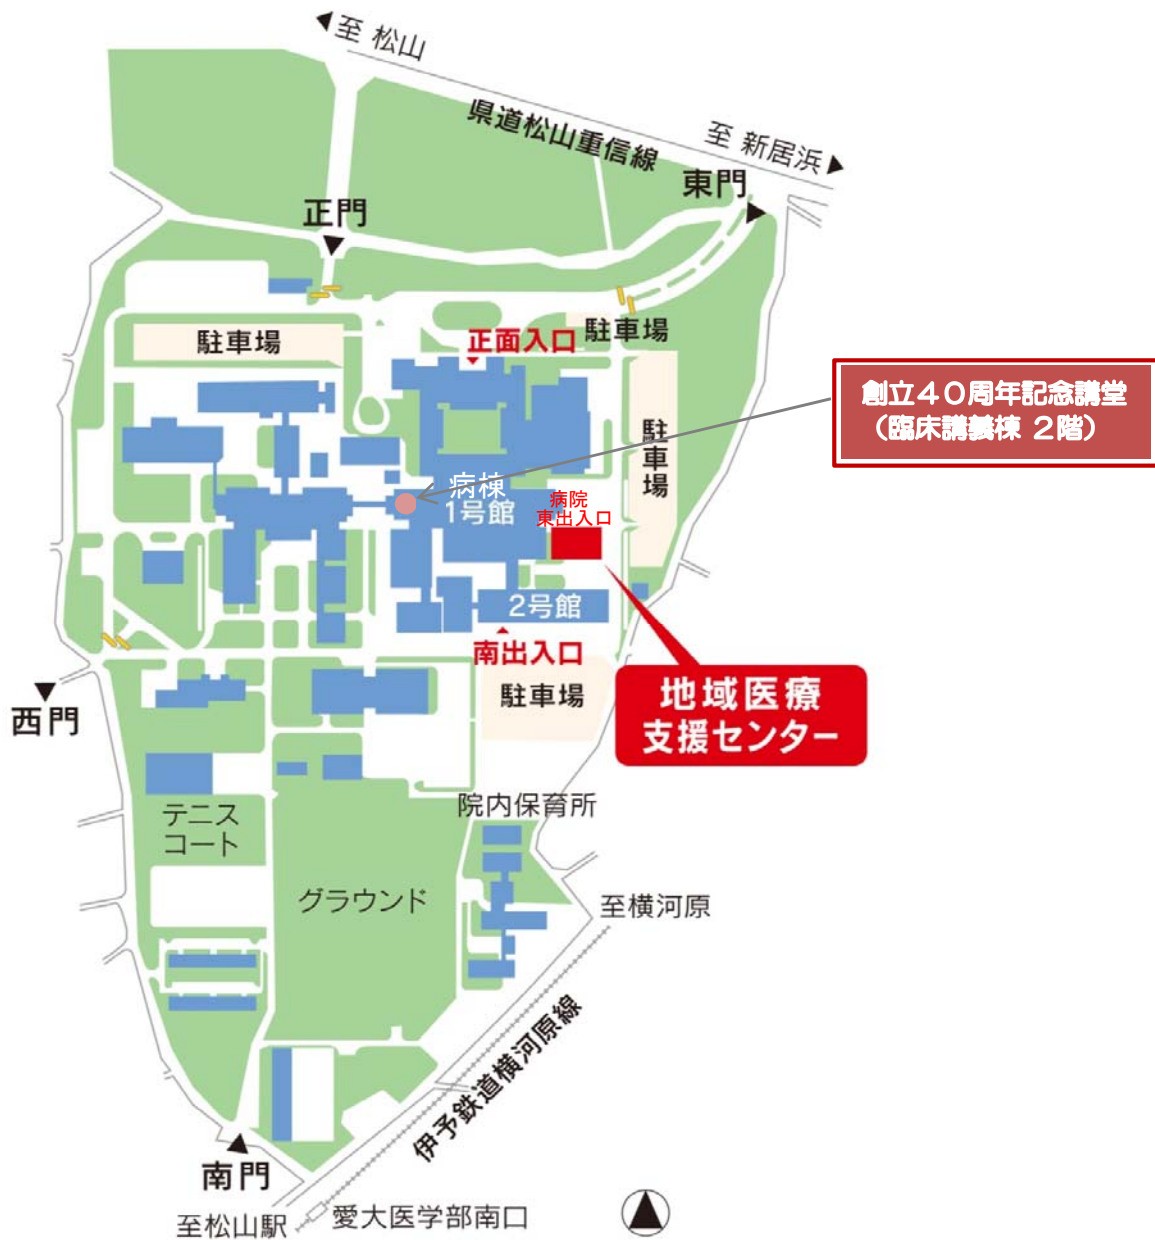 至 松山
県道松山重信線
至 新居浜
東門
正門
駐車場
正面入口
駐車場
創立40周年記念講堂
（臨床講義棟 2階）
駐車場
病棟
1号館
病院
東出入口
2号館
南出入口
駐車場
地域医療
支援センター
西門
院内保育所
テニス
コート
グラウンド
至横河原
伊予鉄道横河原線
南門
至松山駅
愛大医学部南口